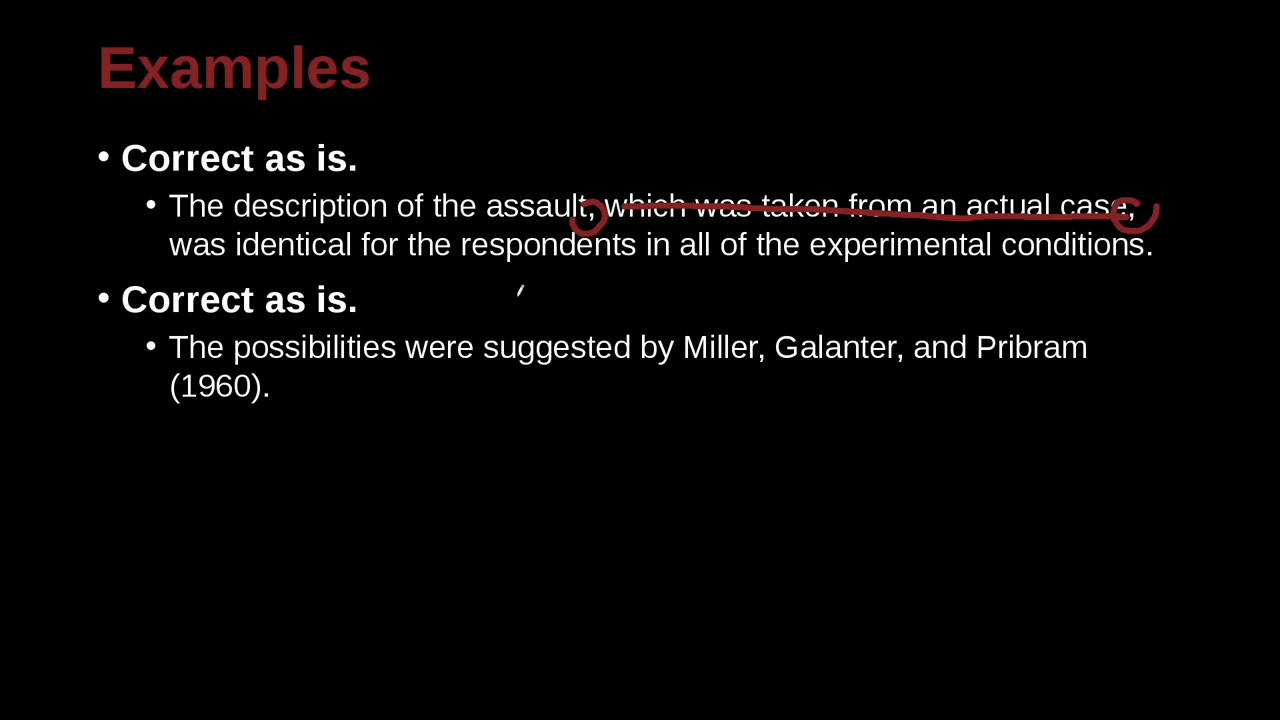 Examples
• Correct as is.
• The description of the assault, which was taken from an actual case,
was identical for the respondents in all of the experimental conditions.
• Correct as is.
• The possibilities were suggested by Miller, Galanter, and Pribram
(1960).